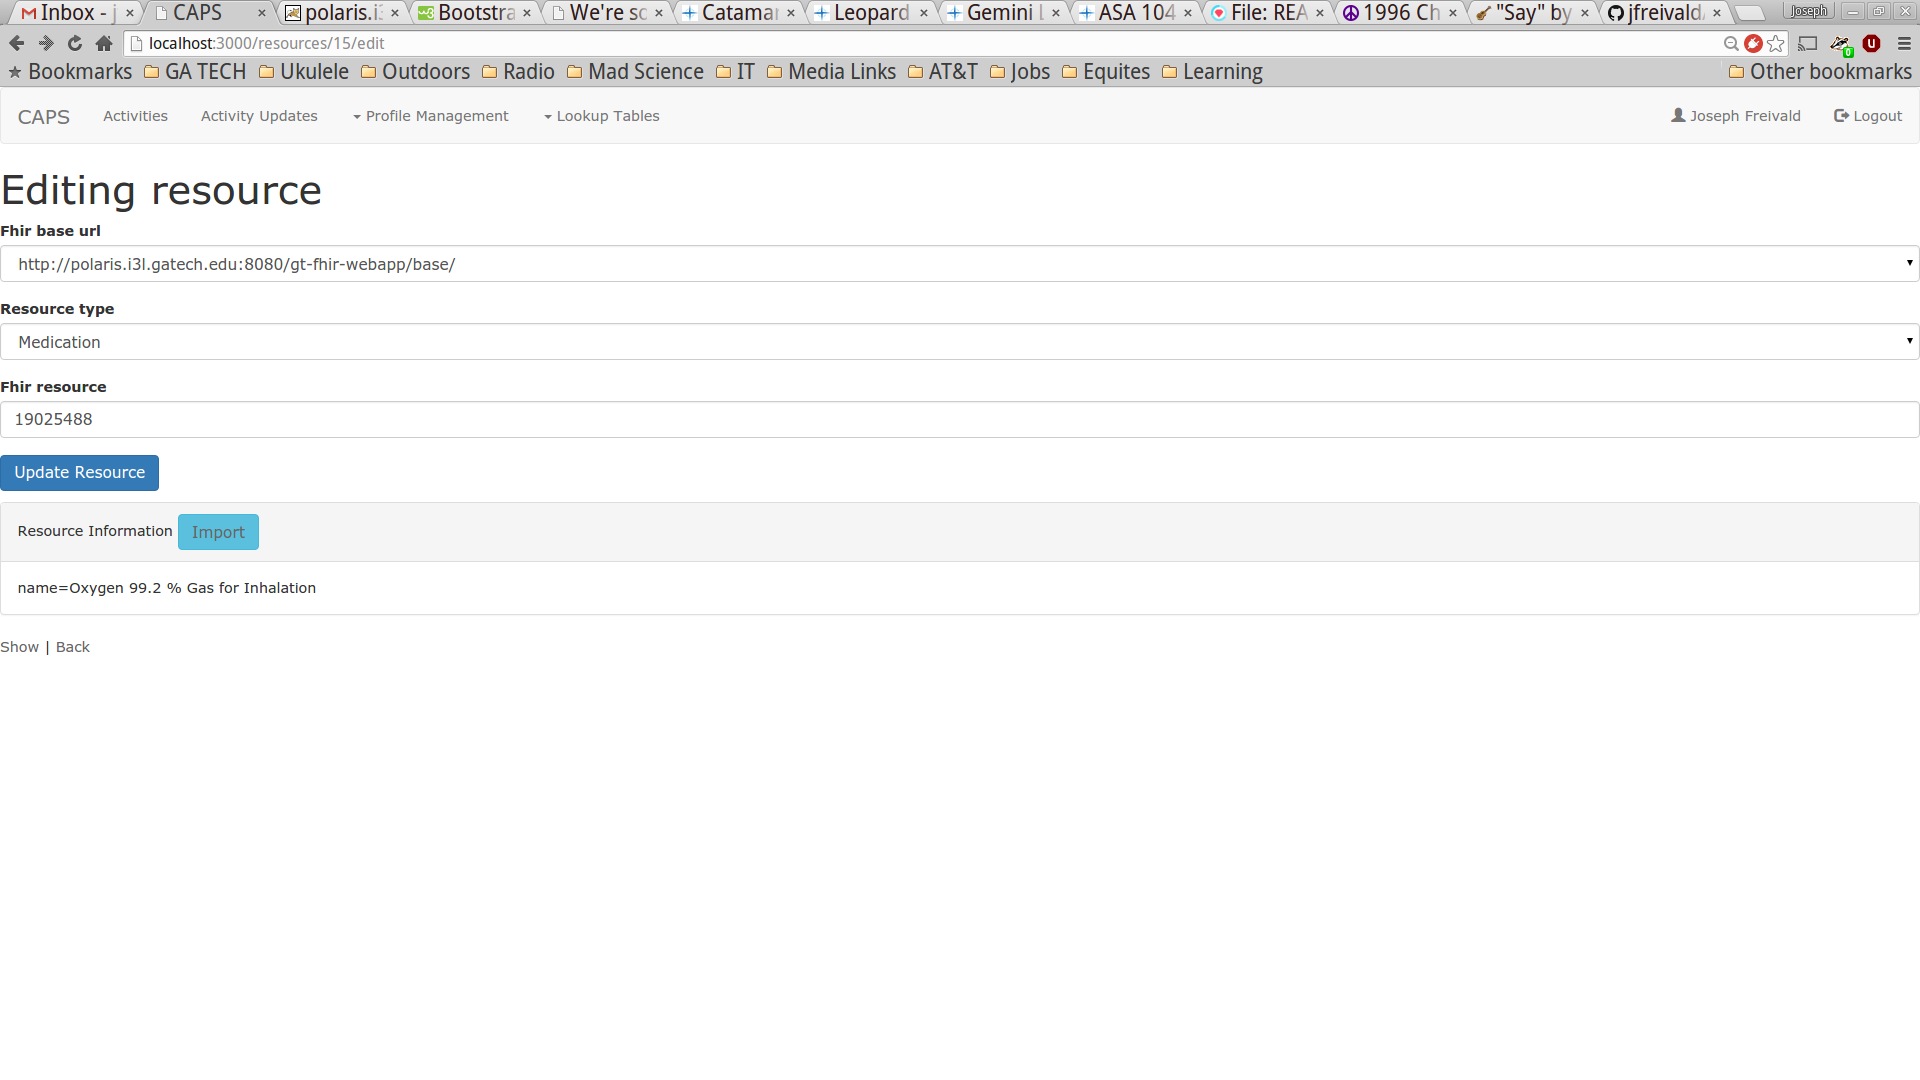 Inbox - j
CAPS
polaris.i3
Bootstra
We're so
Catamar
Leopard
Gemini L
ASA 104
File: REA
1996 Ch
"Say" by
jfreivald
Joseph
localhost:3000/resources/15/edit
Bookmarks GA TECH Ukulele Outdoors Radio Mad Science IT Media Links AT&T Jobs Equites Learning Other bookmarks
CAPS Activities Activity Updates Profile Management Lookup Tables Joseph Freivald Logout
Editing resource
Fhir base url
http://polaris.i3l.gatech.edu:8080/gt-fhir-webapp/base/
Resource type
Medication
Fhir resource
19025488
Update Resource
Resource Information Import
name=Oxygen 99.2 % Gas for Inhalation
Show | Back